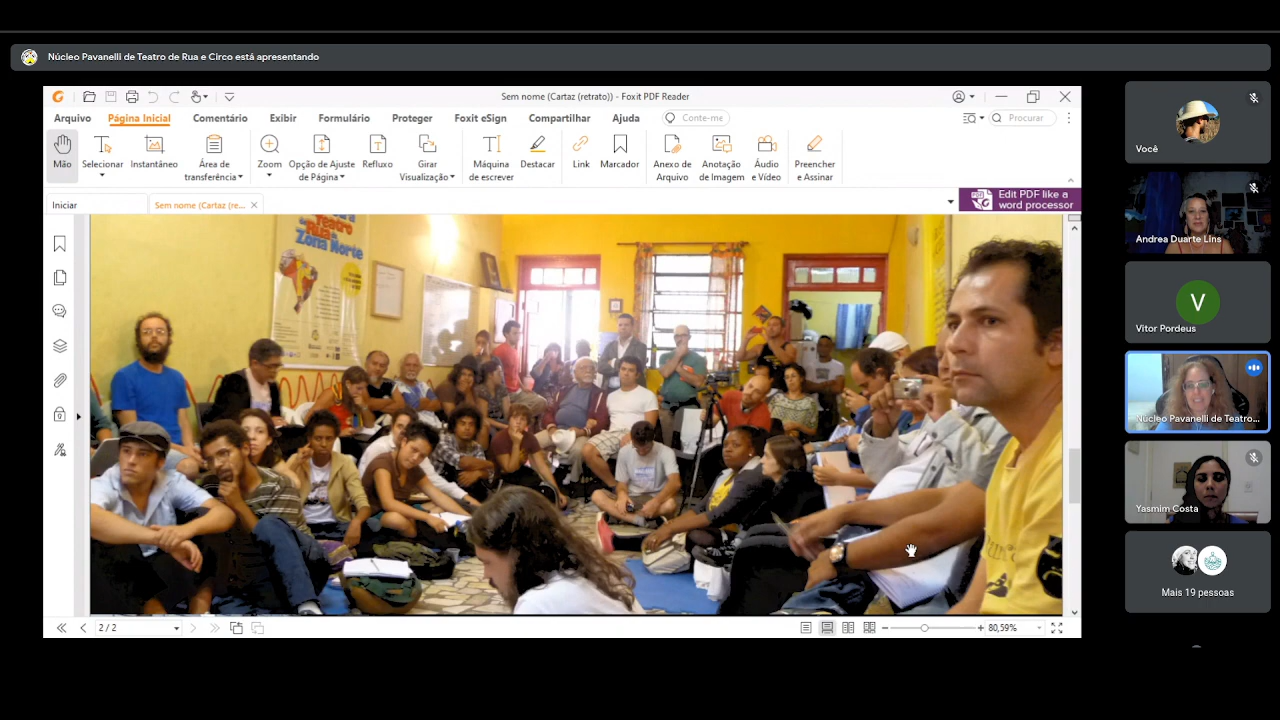 Núcleo Pavanelli de Teatro de Rua e Circo está apresentando
Sem nome (Cartaz (retrato)) - Foxit PDF Reader
Arquivo
Página Inicial
Comentário
Exibir
Formulário
Proteger
Foxit eSign
Compartilhar
Ajuda
Conte-me
Procurar
Mão
Selecionar
Instantâneo
Área de
transferência
Zoom
Opção de Ajuste
de Página
Refluxo
Girar
Visualização
Máquina
de escrever
Destacar
Link
Marcador
Anexo de
Arquivo
Anotação
de Imagem
Áudio
e Vídeo
Preencher
e Assinar
Iniciar
Sem nome (Cartaz (re...
Edit PDF like a
word processor
Teatro
Rua
Zona Norte
2 / 2
80,59%
Você
Andrea Duarte Lins
V
Vitor Pordeus
Núcleo Pavanelli de Teatro...
Yasmim Costa
Mais 19 pessoas